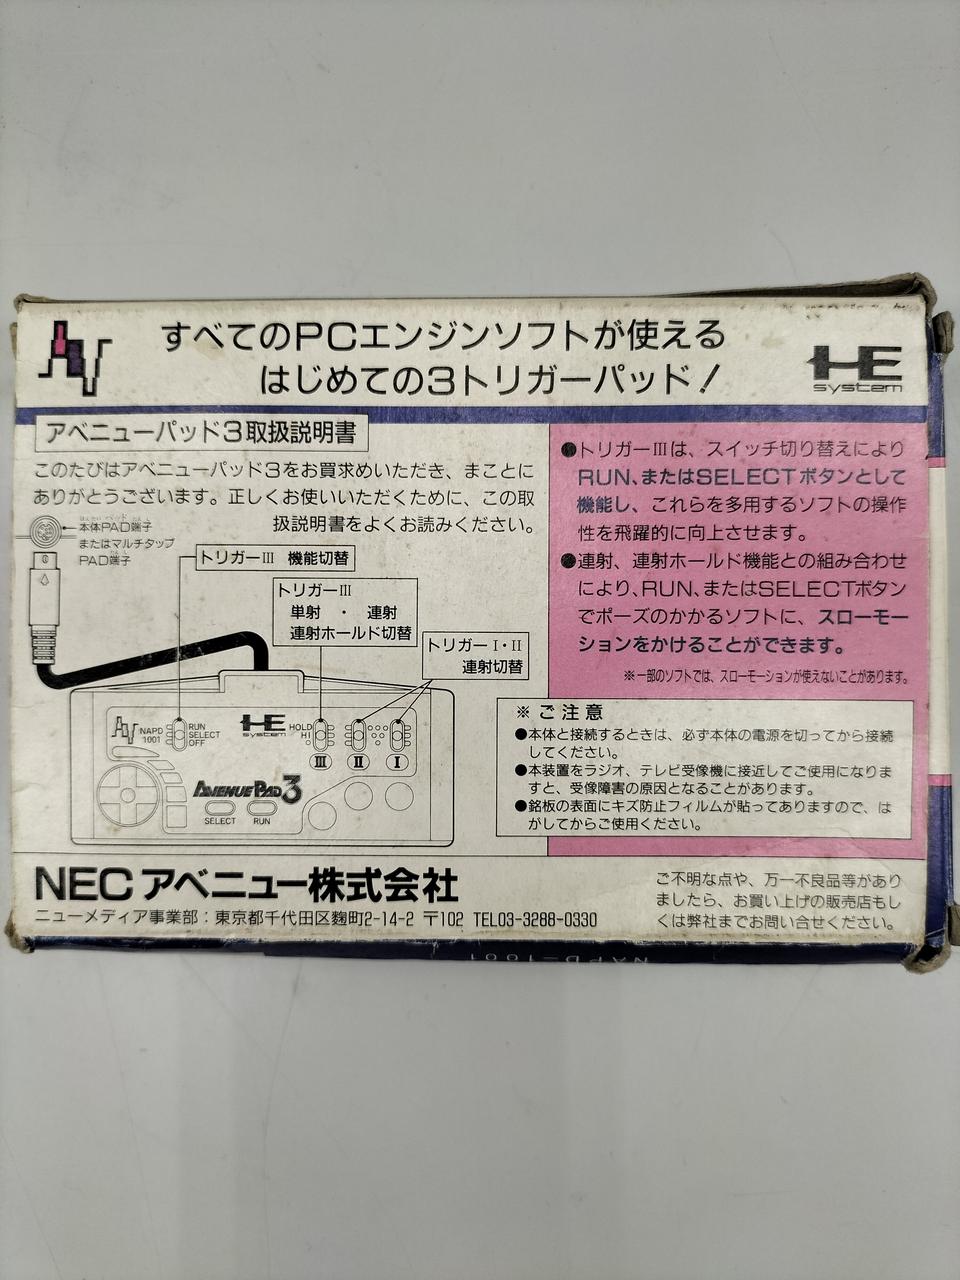 すべてのPCエンジンソフトが使える
はじめての3トリガーパッド!
HE
system
アベニューパッド3取扱説明書
このたびはアベニューパッド3をお買求めいただき、まことに
ありがとうございます。正しくお使いいただくために、この取
扱説明書をよくお読みください。
本体PAD端子
またはマルチタップ
PAD端子
トリガーIII 機能切替
トリガーIII
単射 ・ 連射
連射ホールド切替
トリガーI・II
連射切替
AV
NAPD
1001
RUN
SELECT
OFF
HE
system
HOLD
HI
III
II
I
AVENUE PAD 3
SELECT
RUN
●トリガーIIIは、スイッチ切り替えにより
RUN、またはSELECTボタンとして
機能し、これらを多用するソフトの操作
性を飛躍的に向上させます。
●連射、連射ホールド機能との組み合わせ
により、RUN、またはSELECTボタン
でポーズのかかるソフトに、スローモー
ションをかけることができます。
※一部のソフトでは、スローモーションが使えないことがあります。
※ご注意
●本体と接続するときは、必ず本体の電源を切ってから接続
してください。
●本装置をラジオ、テレビ受像機に接近してご使用になりま
すと、受像障害の原因となることがあります。
●銘板の表面にキズ防止フィルムが貼ってありますので、は
がしてからご使用ください。
NECアベニュー株式会社
ニューメディア事業部:東京都千代田区麹町2-14-2 〒102 TEL03-3288-0330
ご不明な点や、万一不良品等があり
ましたら、お買い上げの販売店もし
くは弊社までお問い合せください。
NAPD-1001